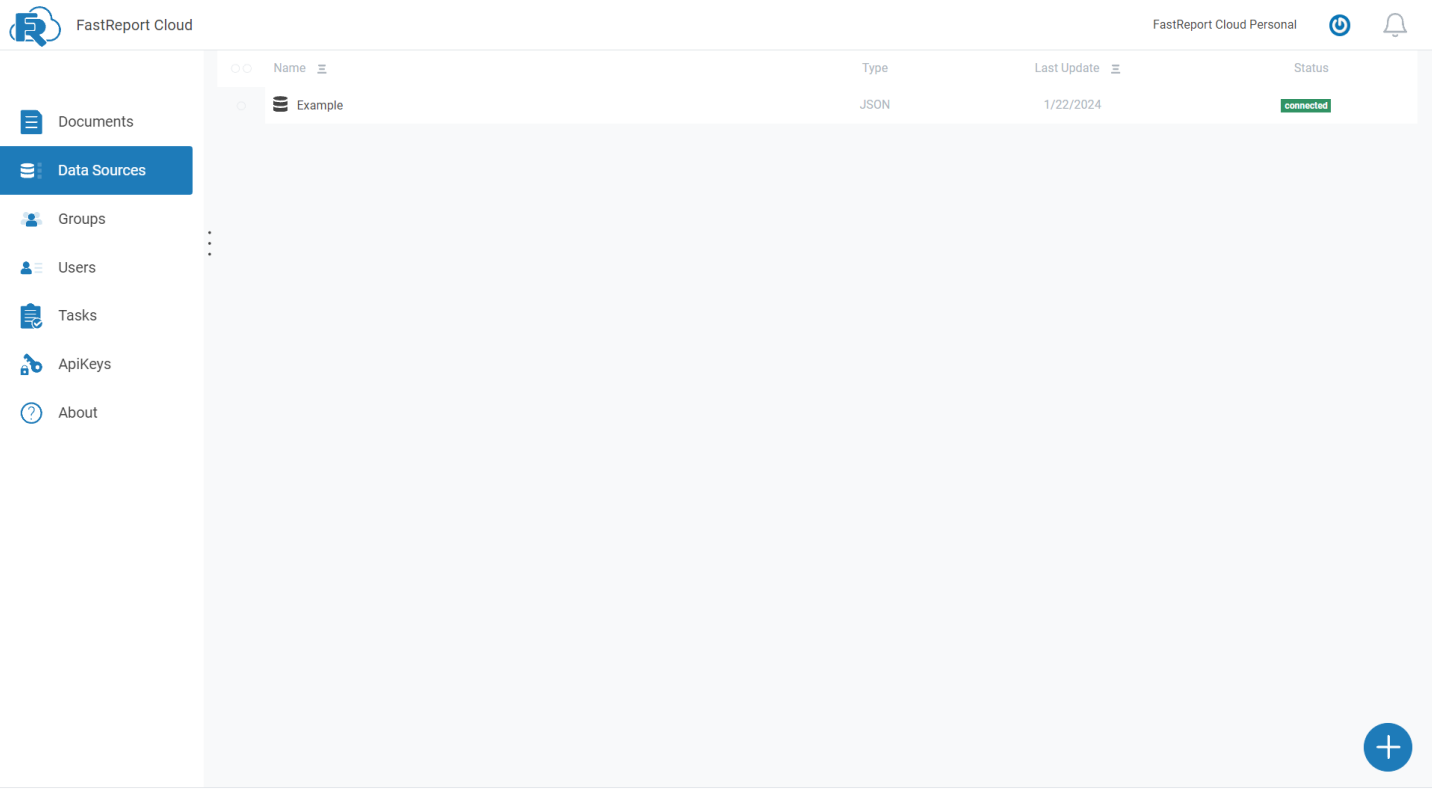 FastReport Cloud
FastReport Cloud Personal
Name
Type
Last Update
Status
Example
JSON
1/22/2024
connected
Documents
Data Sources
Groups
Users
Tasks
ApiKeys
About